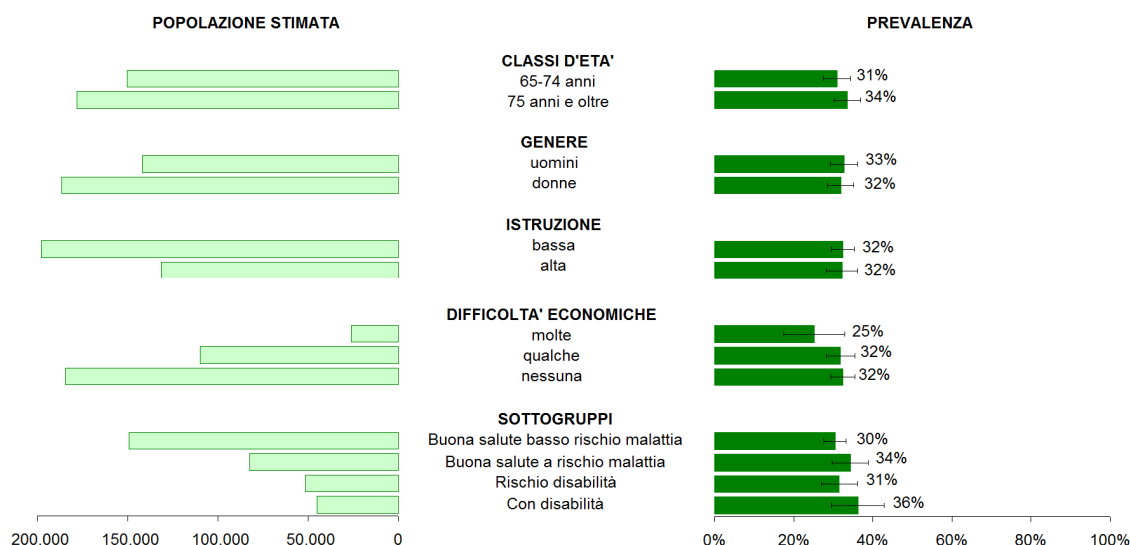 POPOLAZIONE STIMATA PREVALENZA
CLASSI D'ETA'
65-74 anni 31%
75 anni e oltre 34%
GENERE
uomini 33%
donne 32%
ISTRUZIONE
bassa 32%
alta 32%
DIFFICOLTA' ECONOMICHE
molte 25%
qualche 32%
nessuna 32%
SOTTOGRUPPI
Buona salute basso rischio malattia 30%
Buona salute a rischio malattia 34%
Rischio disabilità 31%
Con disabilità 36%
200.000 150.000 100.000 50.000 0 0% 20% 40% 60% 80% 100%